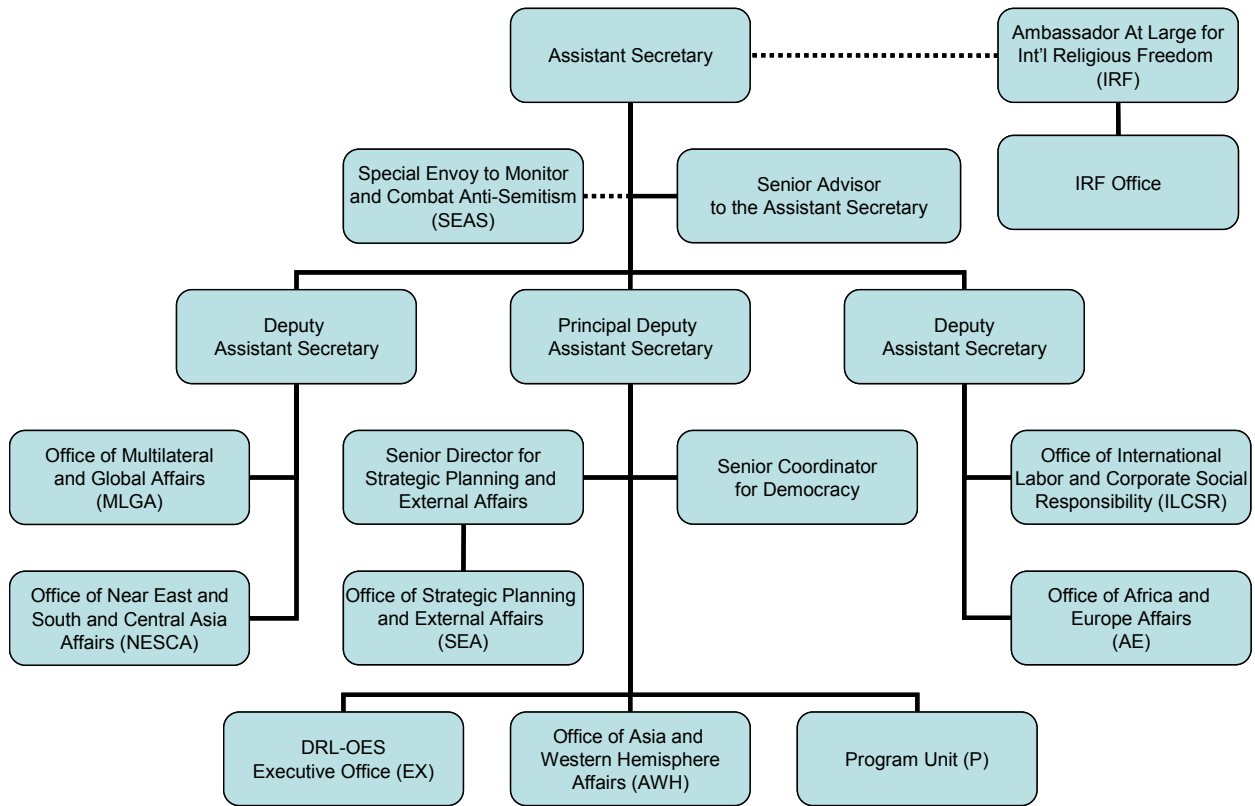 Assistant Secretary
Ambassador At Large for
Int'l Religious Freedom
(IRF)
Special Envoy to Monitor
and Combat Anti-Semitism
(SEAS)
Senior Advisor
to the Assistant Secretary
IRF Office
Deputy
Assistant Secretary
Principal Deputy
Assistant Secretary
Deputy
Assistant Secretary
Office of Multilateral
and Global Affairs
(MLGA)
Senior Director for
Strategic Planning and
External Affairs
Senior Coordinator
for Democracy
Office of International
Labor and Corporate Social
Responsibility (ILCSR)
Office of Near East and
South and Central Asia
Affairs (NESCA)
Office of Strategic Planning
and External Affairs
(SEA)
Office of Africa and
Europe Affairs
(AE)
DRL-OES
Executive Office (EX)
Office of Asia and
Western Hemisphere
Affairs (AWH)
Program Unit (P)